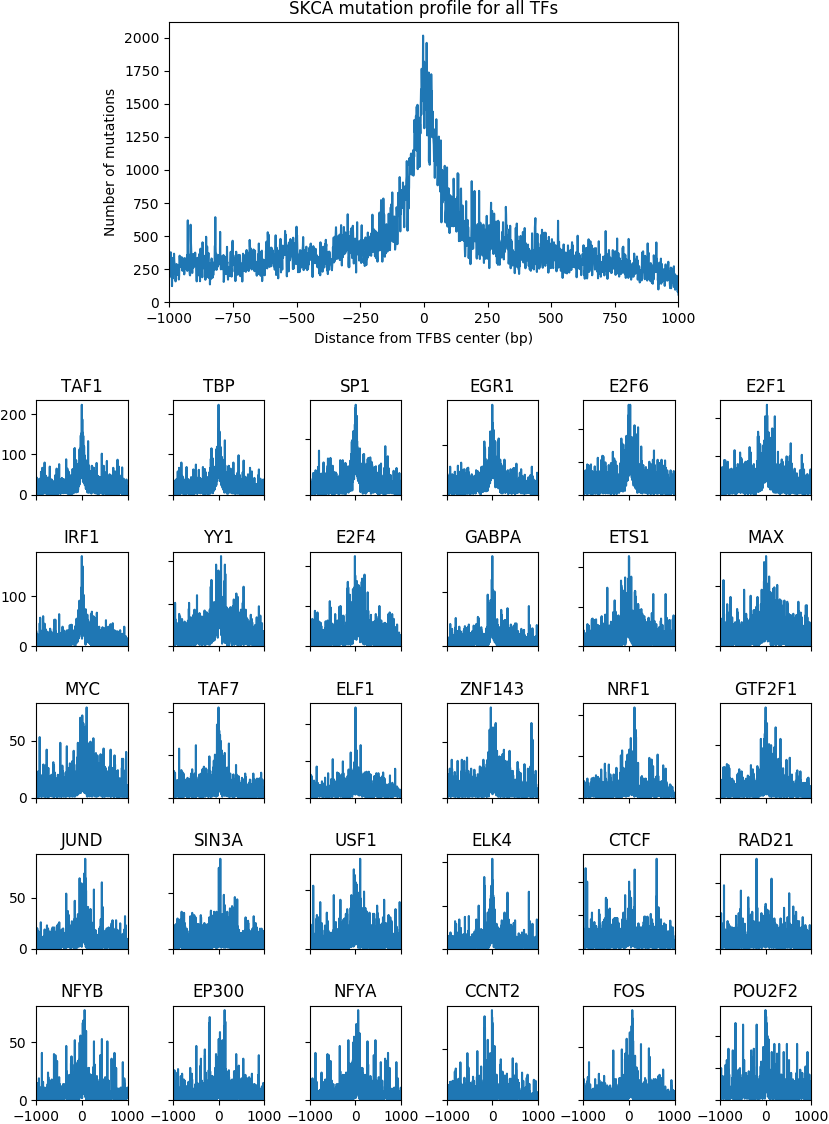 SKCA mutation profile for all TFs
2000
1750
1500
1250
1000
750
500
250
0
Number of mutations
−1000 −750 −500 −250 0 250 500 750 1000
Distance from TFBS center (bp)
TAF1 TBP SP1 EGR1 E2F6 E2F1
200
100
0
IRF1 YY1 E2F4 GABPA ETS1 MAX
100
0
MYC TAF7 ELF1 ZNF143 NRF1 GTF2F1
50
0
JUND SIN3A USF1 ELK4 CTCF RAD21
50
0
NFYB EP300 NFYA CCNT2 FOS POU2F2
50
0
−1000 0 1000 −1000 0 1000 −1000 0 1000 −1000 0 1000 −1000 0 1000 −1000 0 1000